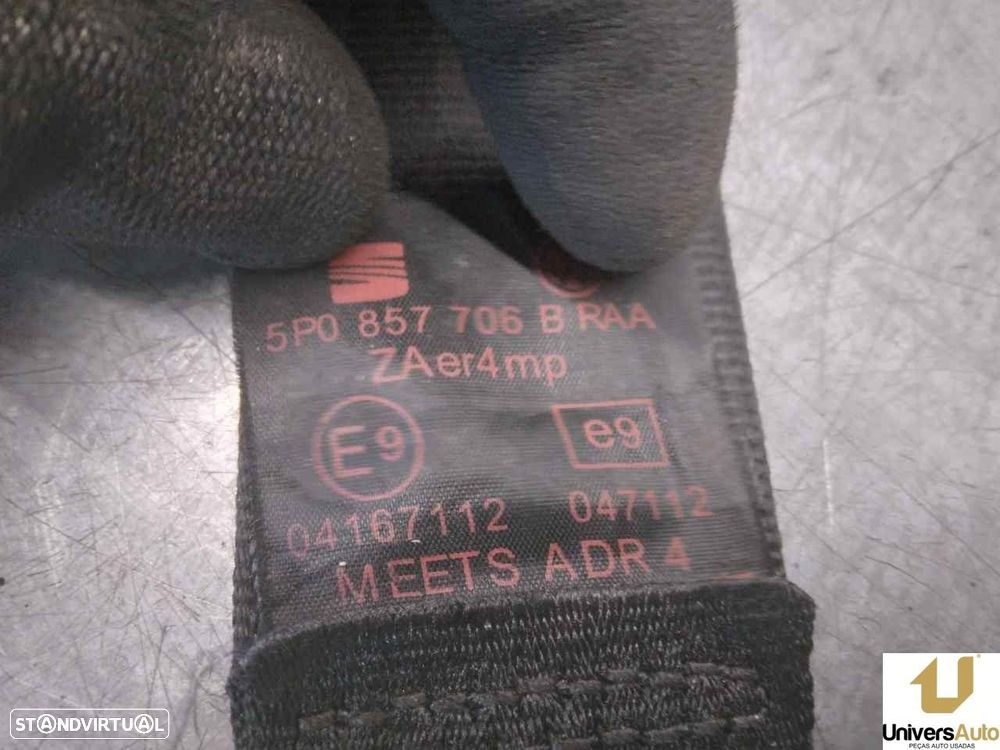 5P0 857 706 B RAA
ZAer4mp
E9 e9
04167112 047112
MEETS ADR 4
STANDVIRTUAL
UniversAuto
PEÇAS AUTO USADAS